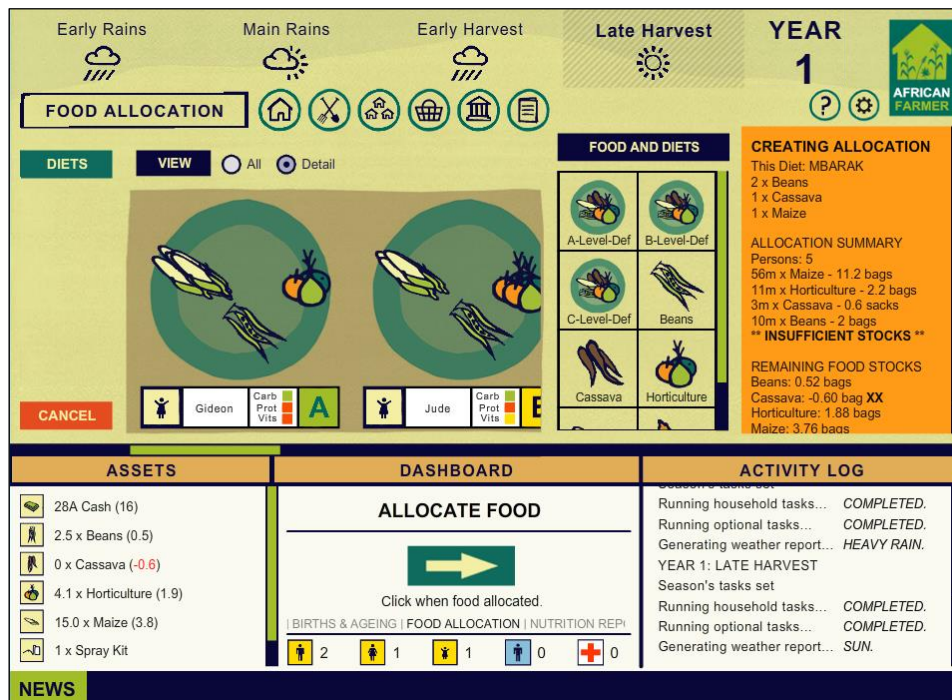 Early Rains
Main Rains
Early Harvest
Late Harvest
YEAR
1
AFRICAN
FARMER
FOOD ALLOCATION
?
DIETS
VIEW
All
Detail
FOOD AND DIETS
A-Level-Def
B-Level-Def
C-Level-Def
Beans
Cassava
Horticulture
CREATING ALLOCATION
This Diet: MBARAK
2 x Beans
1 x Cassava
1 x Maize
ALLOCATION SUMMARY
Persons: 5
56m x Maize - 11.2 bags
11m x Horticulture - 2.2 bags
3m x Cassava - 0.6 sacks
10m x Beans - 2 bags
** INSUFFICIENT STOCKS **
REMAINING FOOD STOCKS
Beans: 0.52 bags
Cassava: -0.60 bag XX
Horticulture: 1.88 bags
Maize: 3.76 bags
Gideon
Carb
Prot
Vits
A
Jude
Carb
Prot
Vits
CANCEL
ASSETS
28A Cash (16)
2.5 x Beans (0.5)
0 x Cassava (-0.6)
4.1 x Horticulture (1.9)
15.0 x Maize (3.8)
1 x Spray Kit
DASHBOARD
ALLOCATE FOOD
Click when food allocated.
| BIRTHS & AGEING | FOOD ALLOCATION | NUTRITION
2 1 1 0 0
ACTIVITY LOG
Season's tasks set
Running household tasks... COMPLETED.
Running optional tasks... COMPLETED.
Generating weather report... HEAVY RAIN.
YEAR 1: LATE HARVEST
Season's tasks set
Running household tasks... COMPLETED.
Running optional tasks... COMPLETED.
Generating weather report... SUN.
NEWS